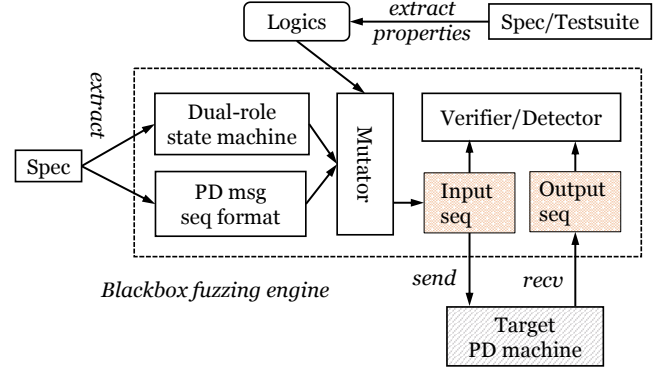 Logics
extract
properties
Spec/Testsuite
extract
Spec
Dual-role
state machine
PD msg
seq format
Mutator
Verifier/Detector
Input
seq
Output
seq
send
recv
Blackbox fuzzing engine
Target
PD machine